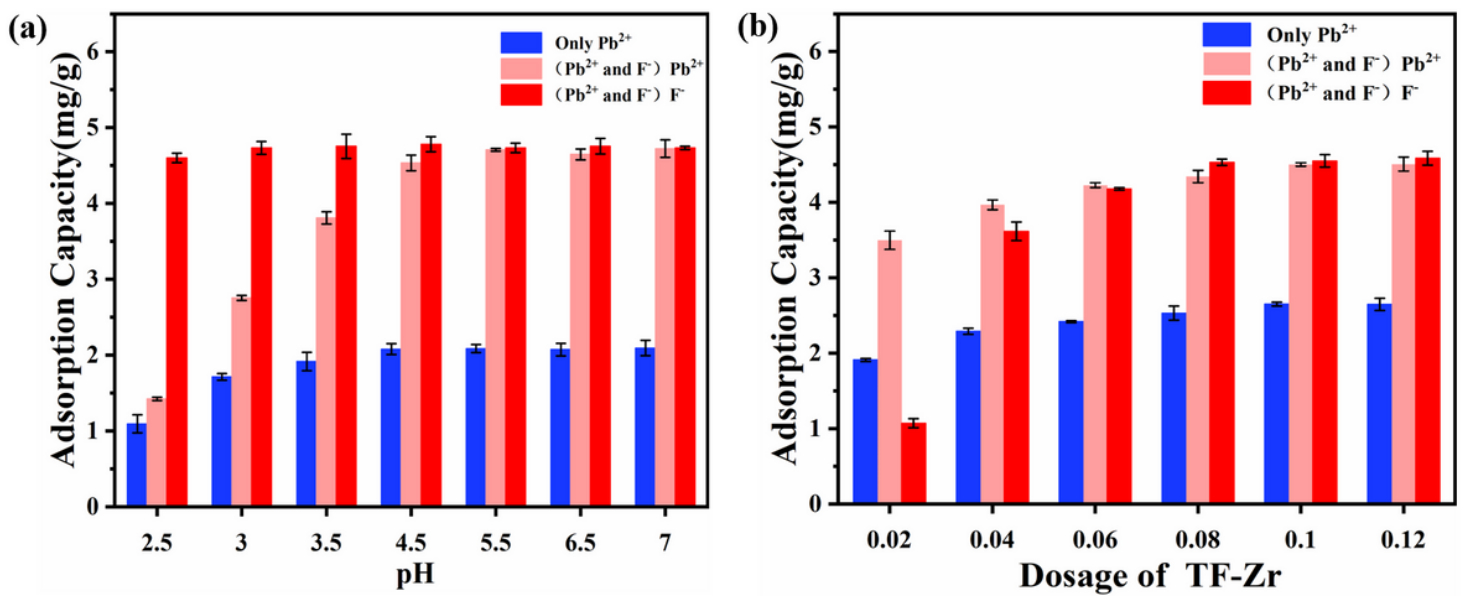 (a)
Adsorption Capacity(mg/g)
6
5
4
3
2
1
0
Only Pb²⁺
(Pb²⁺ and F⁻) Pb²⁺
(Pb²⁺ and F⁻) F⁻
2.5 3 3.5 4.5 5.5 6.5 7
pH
(b)
Adsorption Capacity(mg/g)
6
5
4
3
2
1
0
Only Pb²⁺
(Pb²⁺ and F⁻) Pb²⁺
(Pb²⁺ and F⁻) F⁻
0.02 0.04 0.06 0.08 0.1 0.12
Dosage of TF-Zr